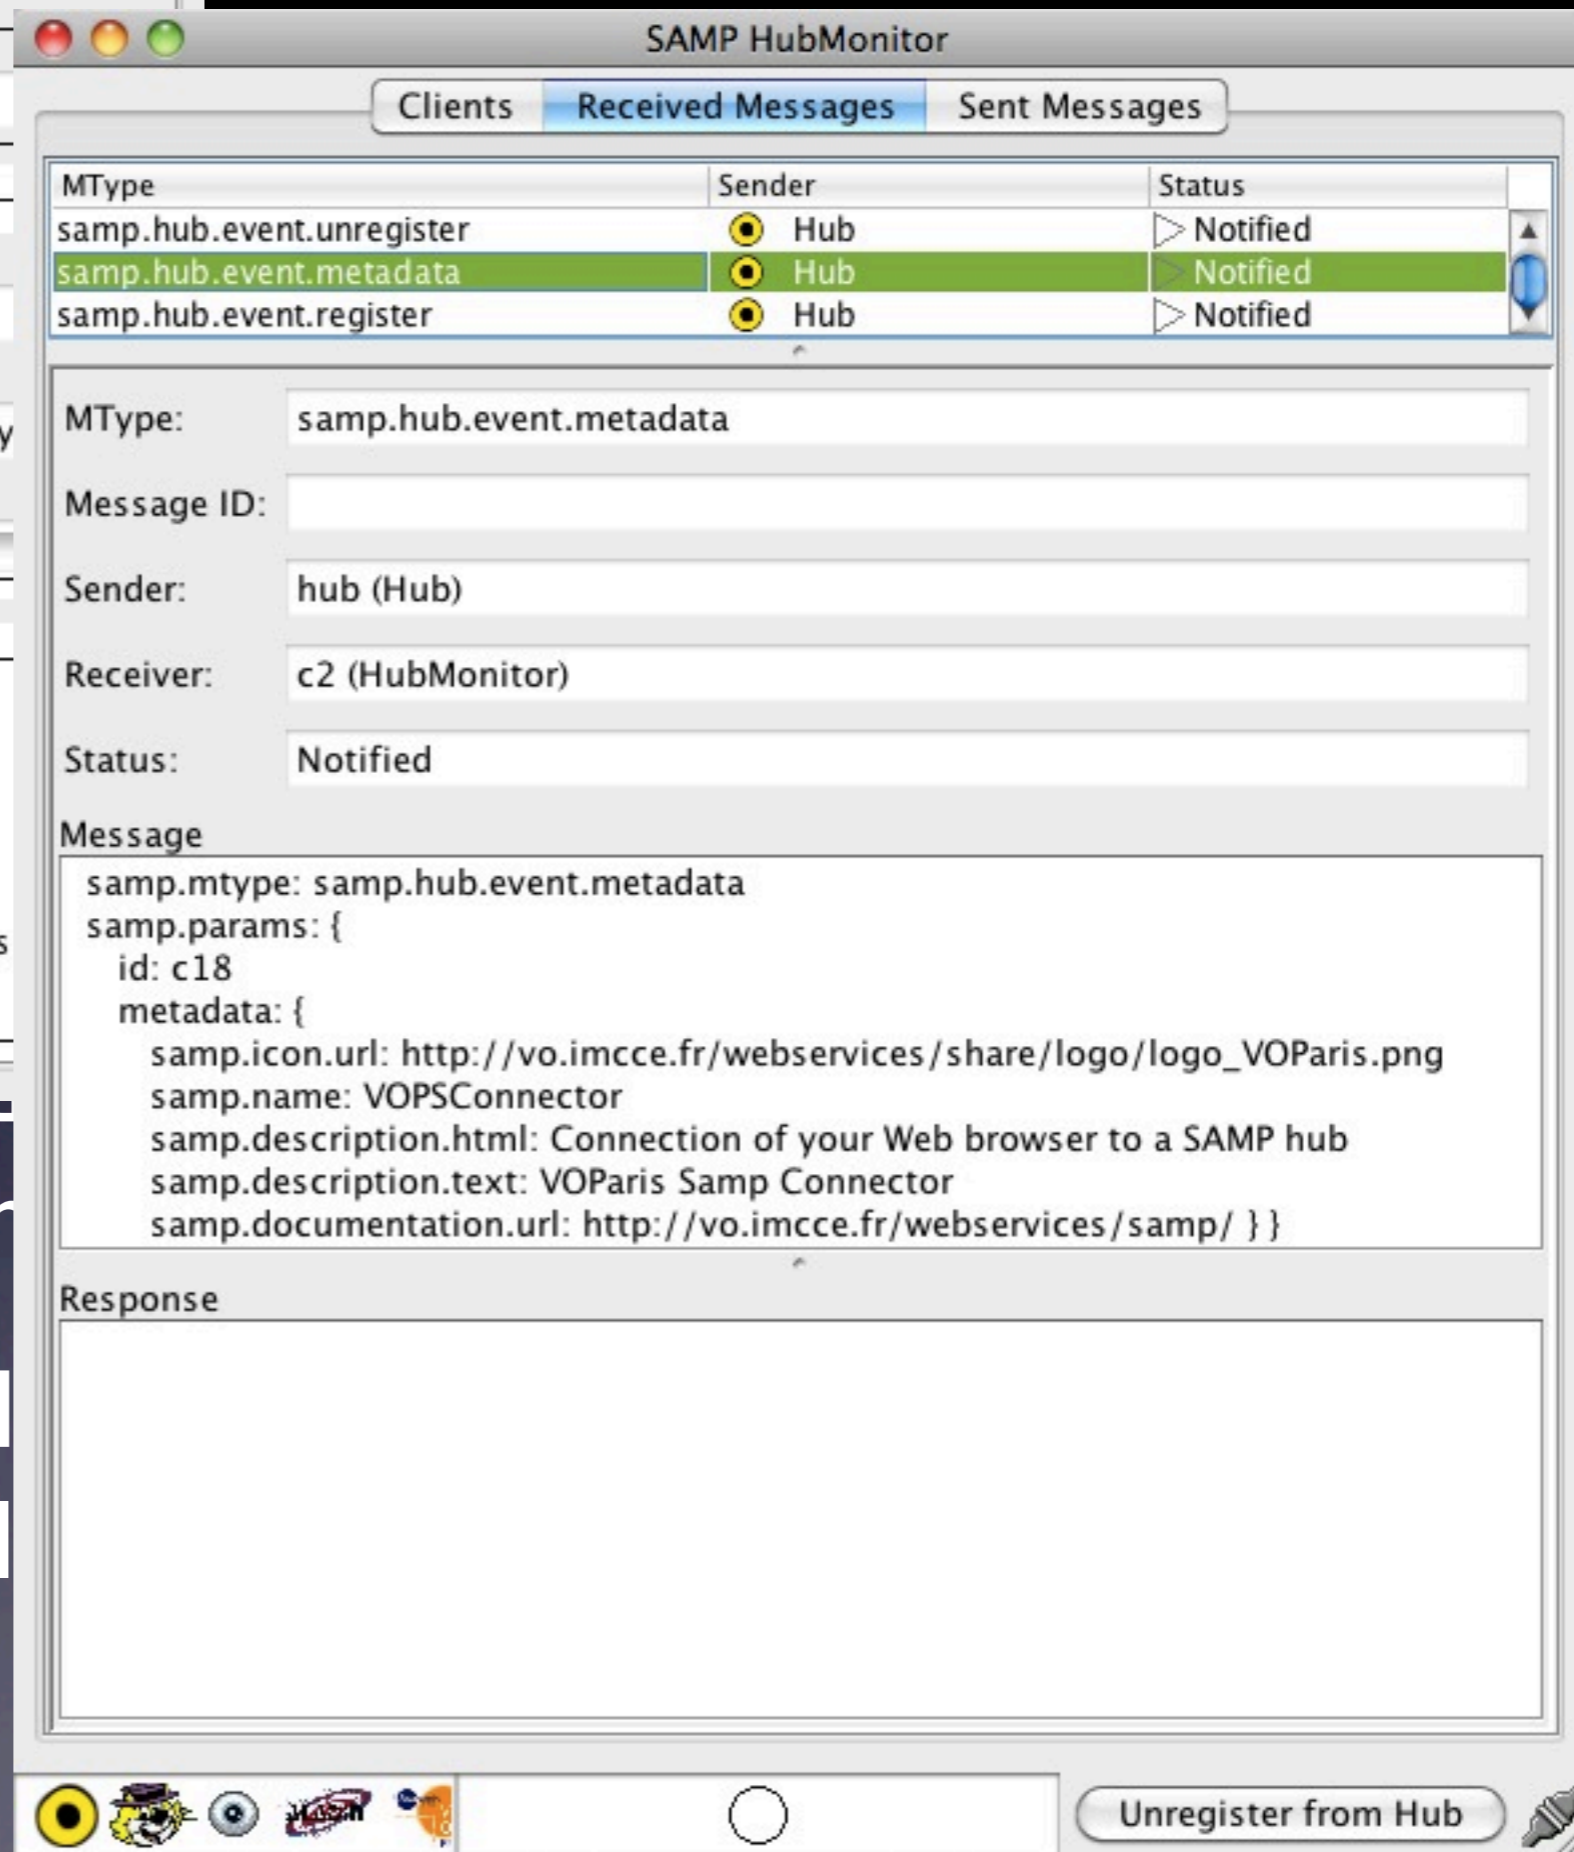 SAMP HubMonitor
Clients Received Messages Sent Messages
MType Sender Status
samp.hub.event.unregister Hub Notified
samp.hub.event.metadata Hub Notified
samp.hub.event.register Hub Notified
MType: samp.hub.event.metadata
Message ID:
Sender: hub (Hub)
Receiver: c2 (HubMonitor)
Status: Notified
Message
samp.mtype: samp.hub.event.metadata
samp.params: {
id: c18
metadata: {
samp.icon.url: http://vo.imcce.fr/webservices/share/logo/logo_VOParis.png
samp.name: VOPSConnector
samp.description.html: Connection of your Web browser to a SAMP hub
samp.description.text: VOParis Samp Connector
samp.documentation.url: http://vo.imcce.fr/webservices/samp/ } }
Response
Unregister from Hub